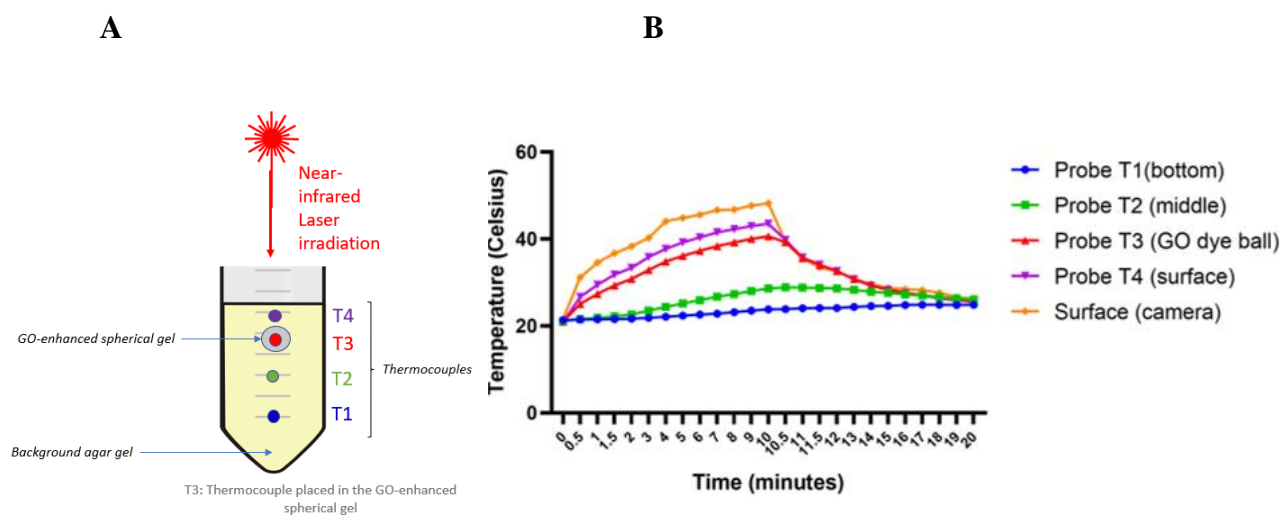 A
B
Near-
infrared
Laser
irradiation
T4
GO-enhanced spherical gel
T3
Thermocouples
T2
T1
Background agar gel
T3: Thermocouple placed in the GO-enhanced
spherical gel
Temperature (Celsius)
60
40
20
0
0
0.5
1
1.5
2
3
4
5
6
7
8
9
10
10.5
11
11.5
12
13
14
15
16
17
18
19
20
Time (minutes)
Probe T1(bottom)
Probe T2 (middle)
Probe T3 (GO dye ball)
Probe T4 (surface)
Surface (camera)